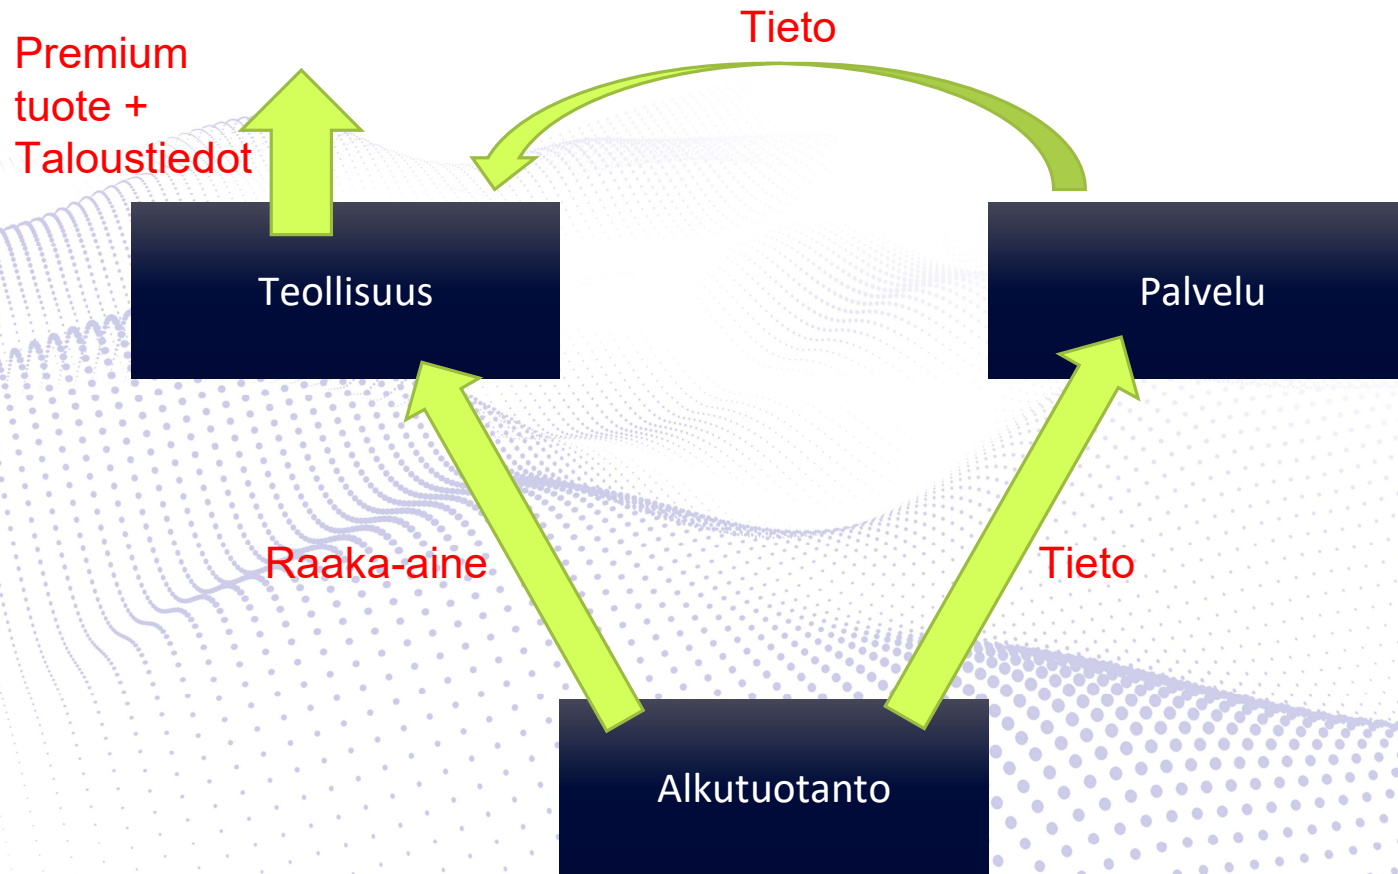 Tieto
Premium
tuote +
Taloustiedot
Teollisuus
Palvelu
Raaka-aine
Tieto
Alkutuotanto